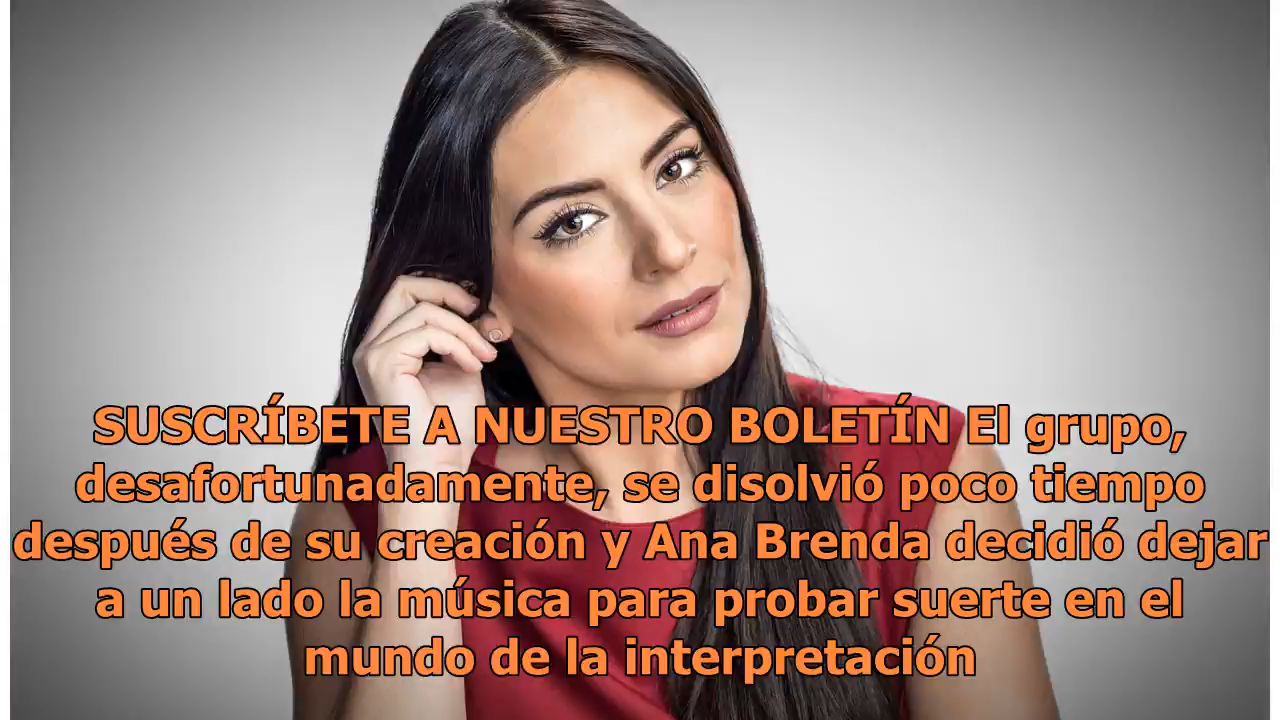 SUSCRÍBETE A NUESTRO BOLETÍN El grupo,
desafortunadamente, se disolvió poco tiempo
después de su creación y Ana Brenda decidió dejar
a un lado la música para probar suerte en el
mundo de la interpretación